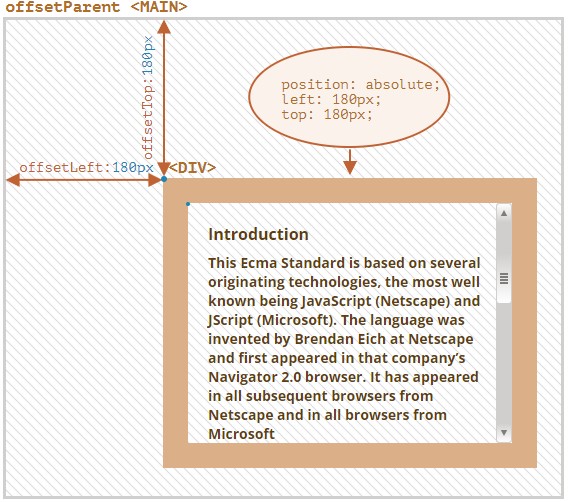 offsetParent <MAIN>
offsetTop:180px
position: absolute;
left: 180px;
top: 180px;
offsetLeft:180px
<DIV>
Introduction
This Ecma Standard is based on several
originating technologies, the most well
known being JavaScript (Netscape) and
JScript (Microsoft). The language was
invented by Brendan Eich at Netscape
and first appeared in that company’s
Navigator 2.0 browser. It has appeared
in all subsequent browsers from
Netscape and in all browsers from
Microsoft